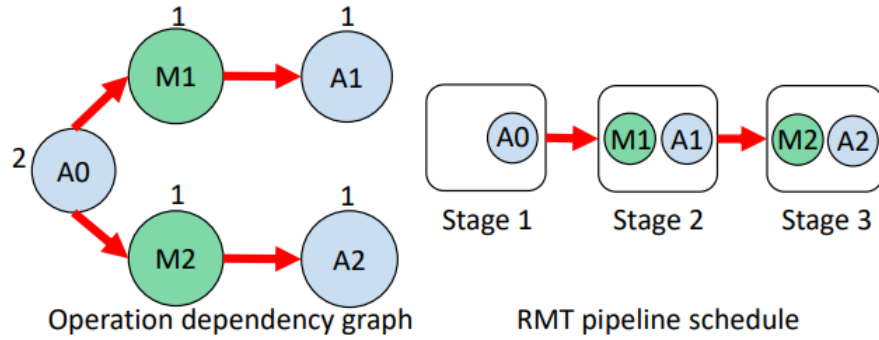 1
1
M1
A1
2
A0
1
1
M2
A2
Operation dependency graph
A0
M1
A1
M2
A2
Stage 1
Stage 2
Stage 3
RMT pipeline schedule